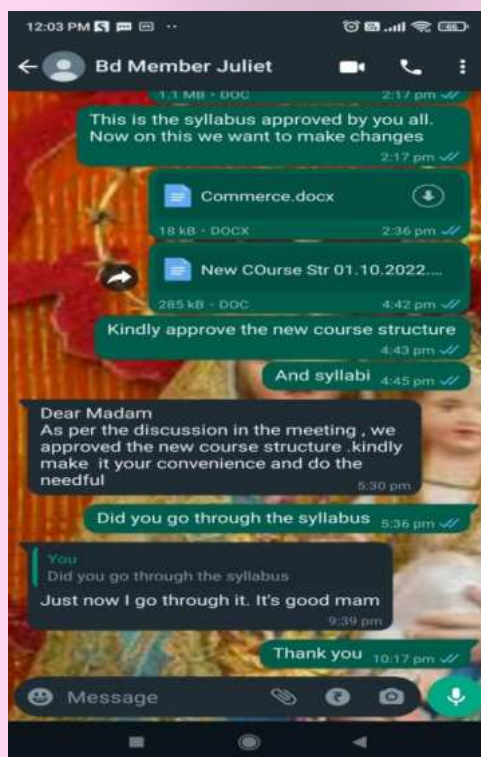 12:03 PM
66
Bd Member Juliet
1.1 MB • DOC 2:17 pm
This is the syllabus approved by you all.
Now on this we want to make changes
2:17 pm
Commerce.docx
18 kB • DOCX 2:36 pm
New COurse Str 01.10.2022....
285 kB • DOC 4:42 pm
Kindly approve the new course structure
4:43 pm
And syllabi 4:45 pm
Dear Madam
As per the discussion in the meeting , we
approved the new course structure .kindly
make it your convenience and do the
needful
5:30 pm
Did you go through the syllabus 5:36 pm
You
Did you go through the syllabus
Just now I go through it. It's good mam
9:39 pm
Thank you 10:17 pm
Message